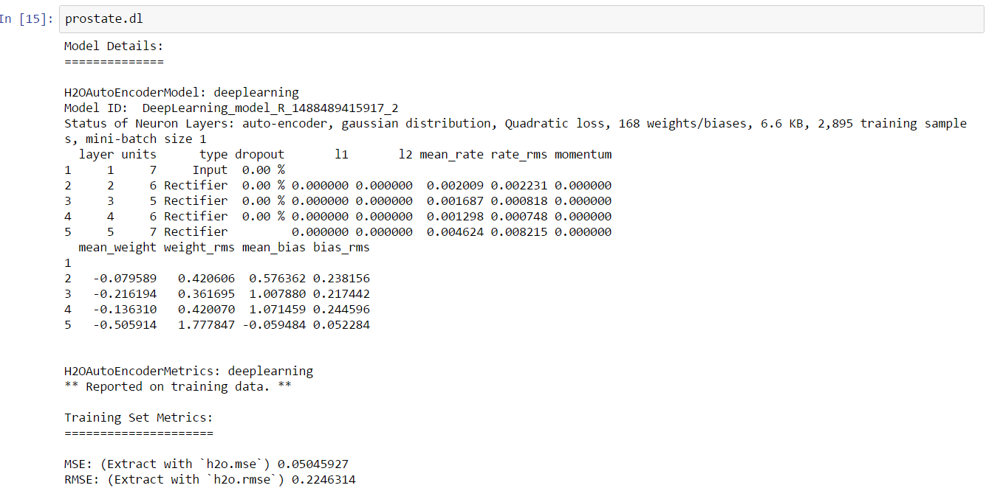 In [15]: prostate.dl
Model Details:
==============
H2OAutoEncoderModel: deeplearning
Model ID:  DeepLearning_model_R_1488489415917_2
Status of Neuron Layers: auto-encoder, gaussian distribution, Quadratic loss, 168 weights/biases, 6.6 KB, 2,895 training sample
s, mini-batch size 1
  layer units      type dropout       l1       l2 mean_rate rate_rms momentum
1     1     7     Input  0.00 %
2     2     6 Rectifier  0.00 % 0.000000 0.000000  0.002009 0.002231 0.000000
3     3     5 Rectifier  0.00 % 0.000000 0.000000  0.001687 0.000818 0.000000
4     4     6 Rectifier  0.00 % 0.000000 0.000000  0.001298 0.000748 0.000000
5     5     7 Rectifier         0.000000 0.000000  0.004624 0.008215 0.000000
  mean_weight weight_rms mean_bias bias_rms
1
2   -0.079589   0.420606  0.576362 0.238156
3   -0.216194   0.361695  1.007880 0.217442
4   -0.136310   0.420070  1.071459 0.244596
5   -0.505914   1.777847 -0.059484 0.052284
H2OAutoEncoderMetrics: deeplearning
** Reported on training data. **
Training Set Metrics:
=====================
MSE: (Extract with `h2o.mse`) 0.05045927
RMSE: (Extract with `h2o.rmse`) 0.2246314